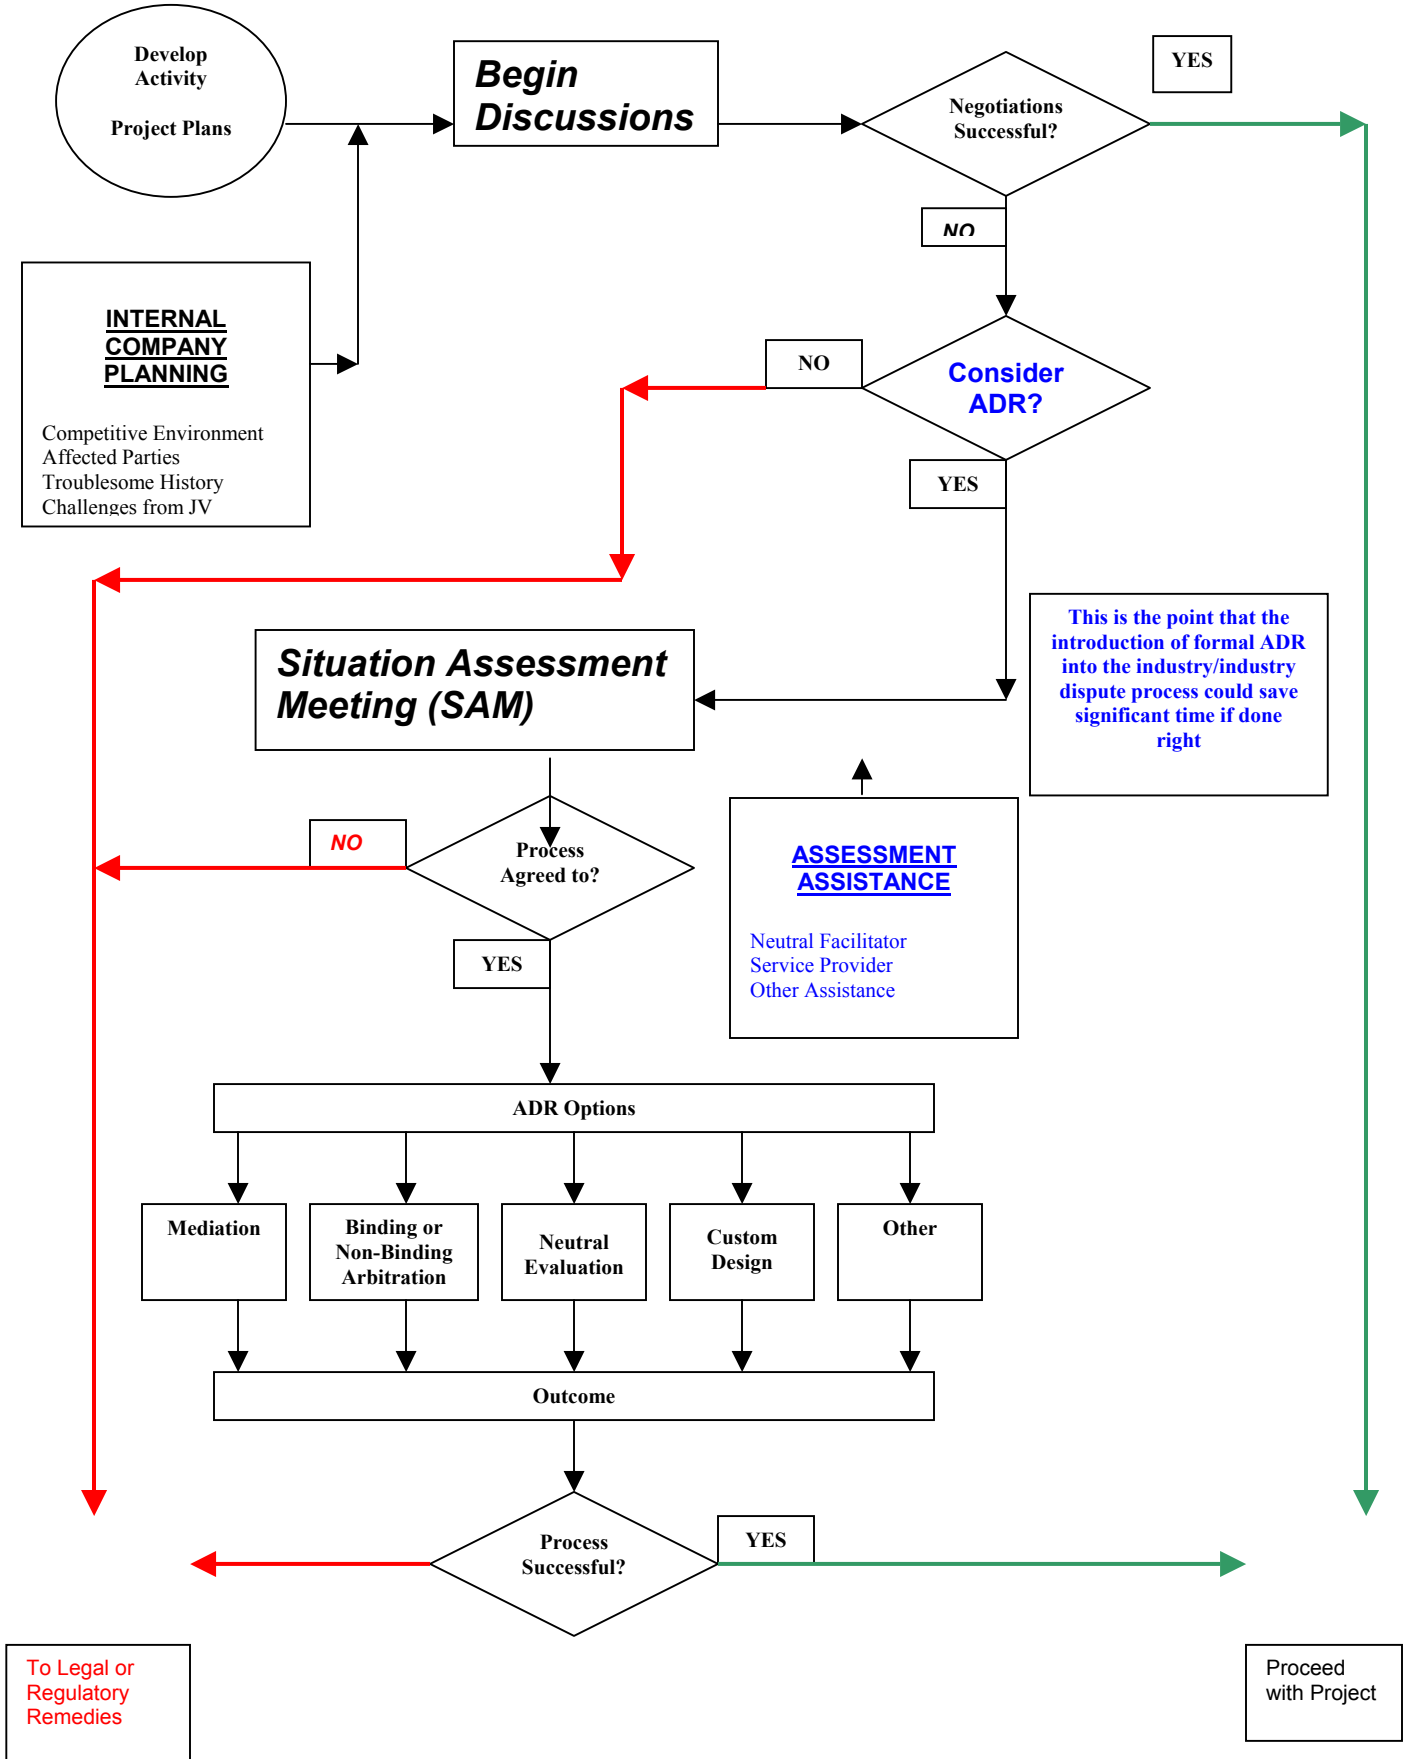 Develop
Activity
Project Plans
Begin
Discussions
Negotiations
Successful?
YES
NO
INTERNAL
COMPANY
PLANNING
Competitive Environment
Affected Parties
Troublesome History
Challenges from JV
NO
Consider
ADR?
YES
This is the point that the
introduction of formal ADR
into the industry/industry
dispute process could save
significant time if done
right
Situation Assessment
Meeting (SAM)
NO
Process
Agreed to?
YES
ASSESSMENT
ASSISTANCE
Neutral Facilitator
Service Provider
Other Assistance
ADR Options
Mediation
Binding or
Non-Binding
Arbitration
Neutral
Evaluation
Custom
Design
Other
Outcome
Process
Successful?
YES
To Legal or
Regulatory
Remedies
Proceed
with Project